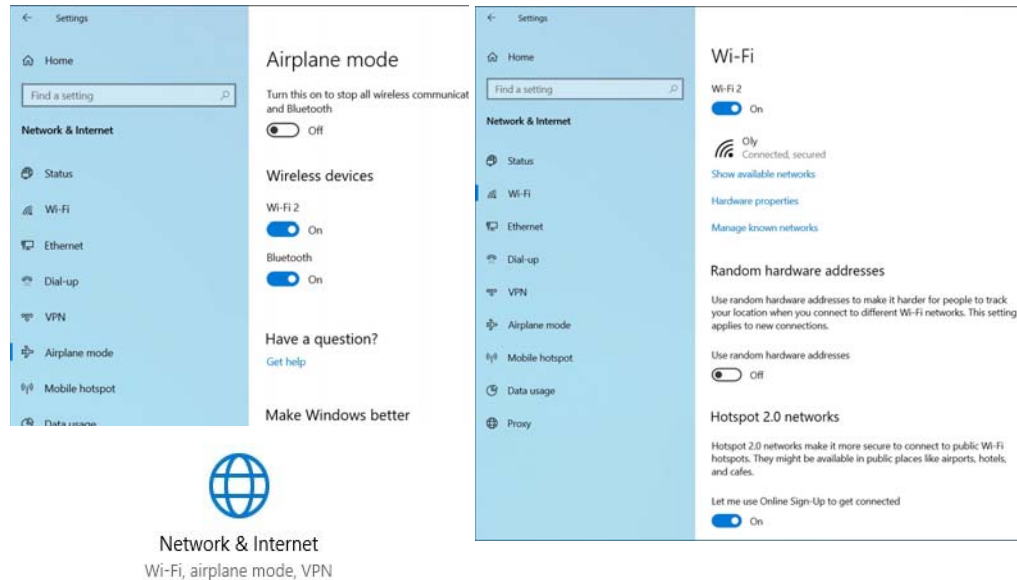 Settings
Home
Find a setting
Network & Internet
Status
Wi-Fi
Ethernet
Dial-up
VPN
Airplane mode
Mobile hotspot
Data usage
Airplane mode
Turn this on to stop all wireless communicat
and Bluetooth
Off
Wireless devices
Wi-Fi 2
On
Bluetooth
On
Have a question?
Get help
Make Windows better
Network & Internet
Wi-Fi, airplane mode, VPN
Settings
Home
Find a setting
Network & Internet
Status
Wi-Fi
Ethernet
Dial-up
VPN
Airplane mode
Mobile hotspot
Data usage
Proxy
Wi-Fi
Wi-Fi 2
On
Oly
Connected, secured
Show available networks
Hardware properties
Manage known networks
Random hardware addresses
Use random hardware addresses to make it harder for people to track
your location when you connect to different Wi-Fi networks. This setting
applies to new connections.
Use random hardware addresses
Off
Hotspot 2.0 networks
Hotspot 2.0 networks make it more secure to connect to public Wi-Fi
hotspots. They might be available in public places like airports, hotels,
and cafes.
Let me use Online Sign-Up to get connected
On